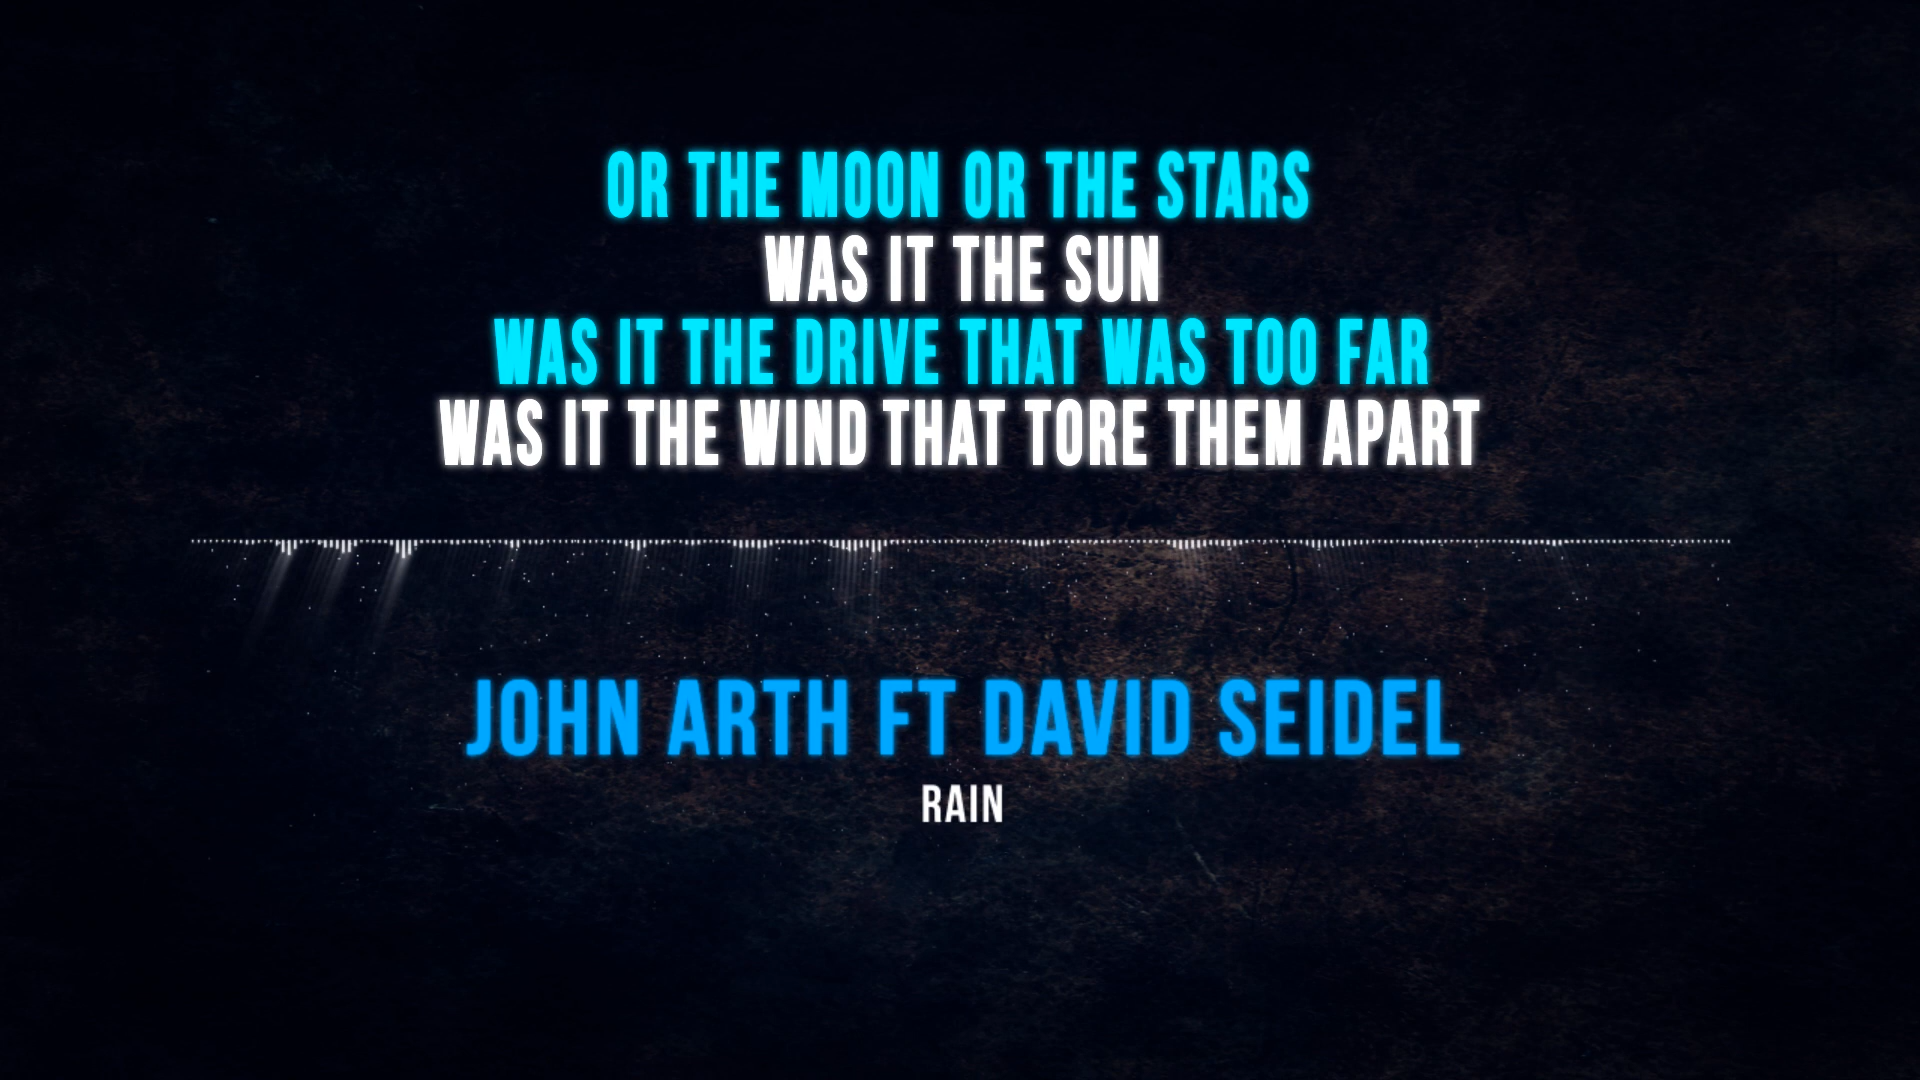 OR THE MOON OR THE STARS
WAS IT THE SUN
WAS IT THE DRIVE THAT WAS TOO FAR
WAS IT THE WIND THAT TORE THEM APART
JOHN ARTH FT DAVID SEIDEL
RAIN